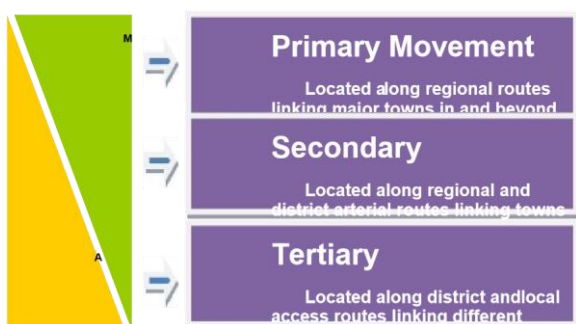 M
Primary Movement
Located along regional routes
linking major towns in and beyond
Secondary
Located along regional and
district arterial routes linking towns
A
Tertiary
Located along district andlocal
access routes linking different